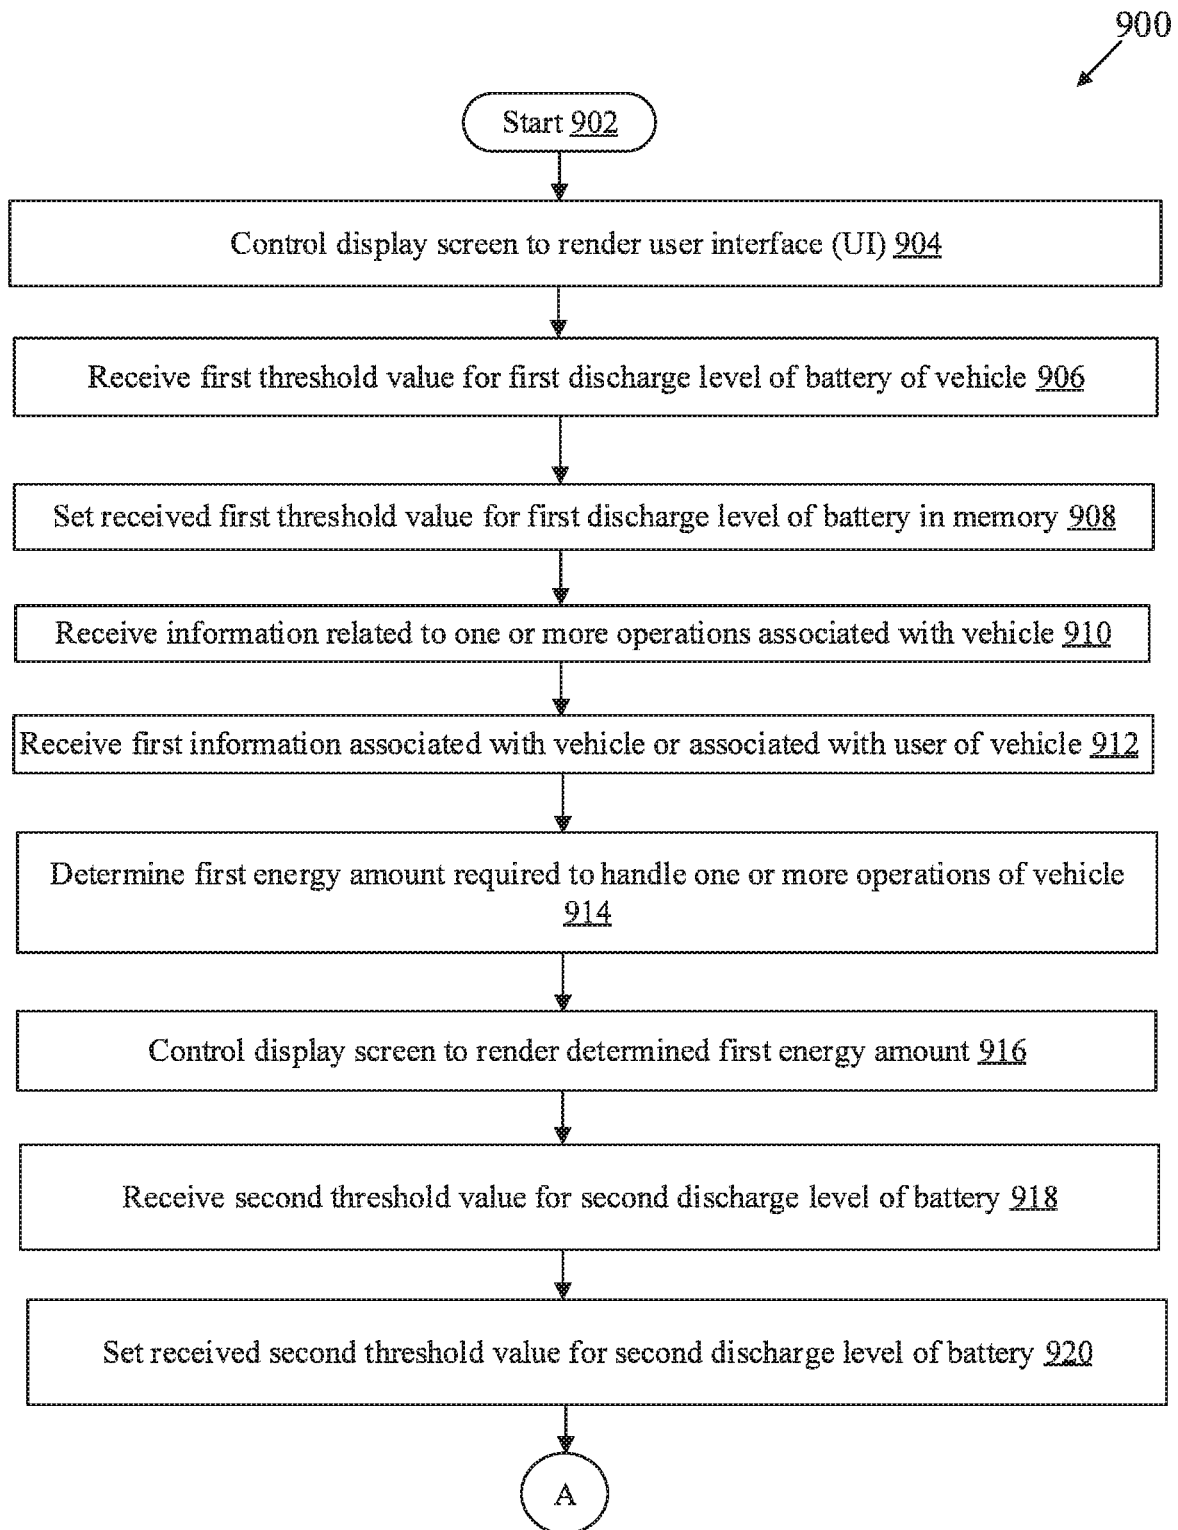 900
Start 902
Control display screen to render user interface (UI) 904
Receive first threshold value for first discharge level of battery of vehicle 906
Set received first threshold value for first discharge level of battery in memory 908
Receive information related to one or more operations associated with vehicle 910
Receive first information associated with vehicle or associated with user of vehicle 912
Determine first energy amount required to handle one or more operations of vehicle
914
Control display screen to render determined first energy amount 916
Receive second threshold value for second discharge level of battery 918
Set received second threshold value for second discharge level of battery 920
A